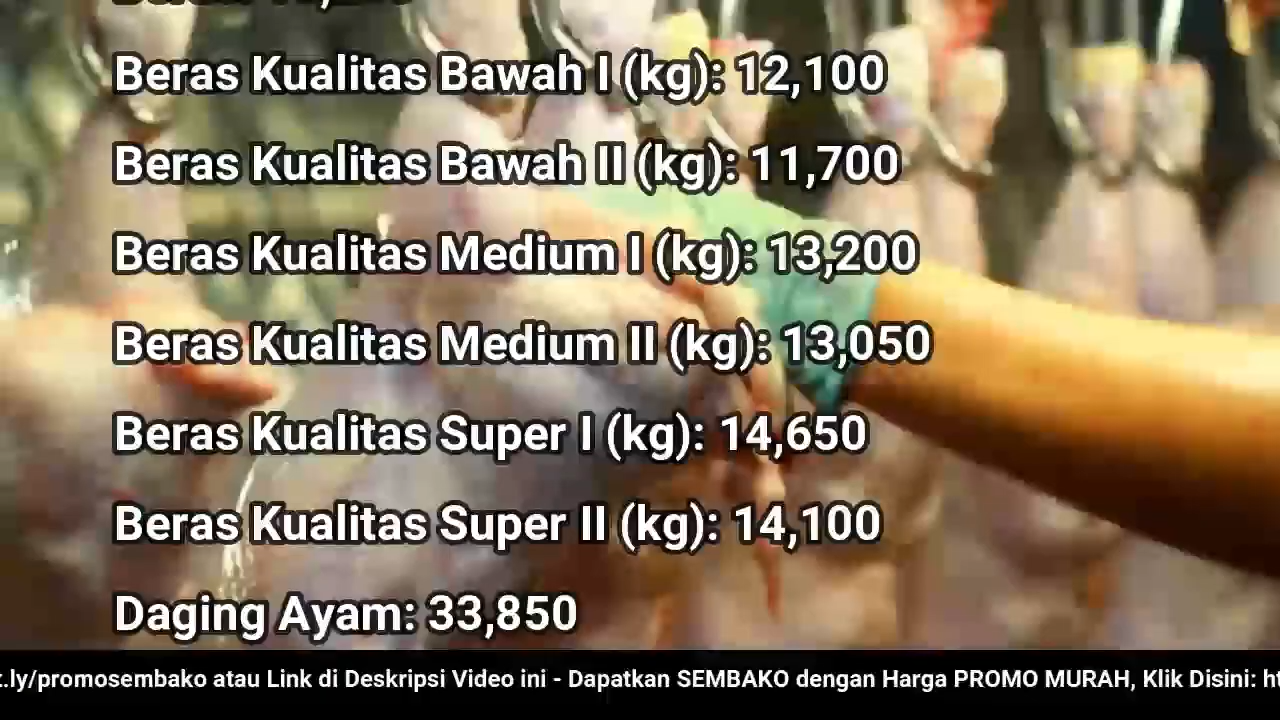 Beras Kualitas Bawah I (kg): 12,100
Beras Kualitas Bawah II (kg): 11,700
Beras Kualitas Medium I (kg): 13,200
Beras Kualitas Medium II (kg): 13,050
Beras Kualitas Super I (kg): 14,650
Beras Kualitas Super II (kg): 14,100
Daging Ayam: 33,850
t.ly/promosembako atau Link di Deskripsi Video ini - Dapatkan SEMBAKO dengan Harga PROMO MURAH, Klik Disini: ht